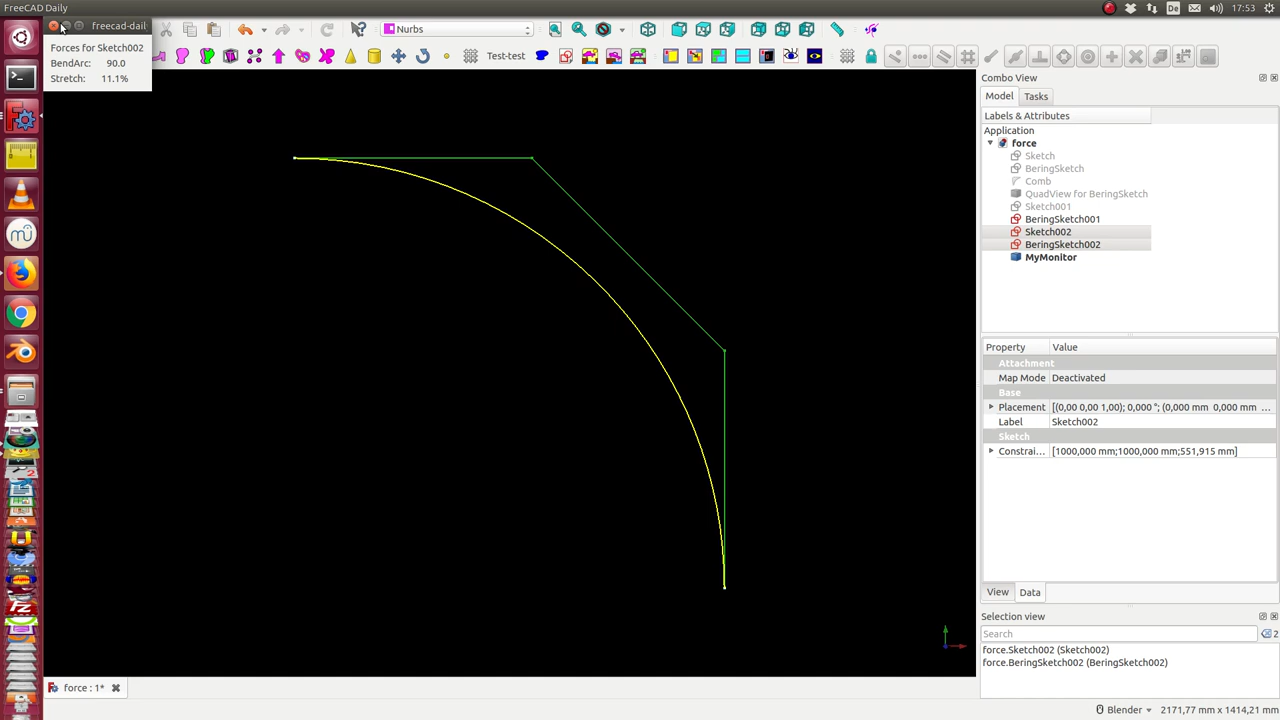 FreeCAD Daily
De
17:53
freecad-dail
Nurbs
Forces for Sketch002
BendArc: 90.0
Stretch: 11.1%
Test-test
Combo View
Model
Tasks
Labels & Attributes
Application
force
Sketch
BeringSketch
Comb
QuadView for BeringSketch
Sketch001
BeringSketch001
Sketch002
BeringSketch002
MyMonitor
Property Value
Attachment
Map Mode Deactivated
Base
Placement [(0,00 0,00 1,00); 0,000 °; (0,000 mm 0,000 mm ...
Label Sketch002
Sketch
Constrai... [1000,000 mm;1000,000 mm;551,915 mm]
View
Data
Selection view
Search
2
force.Sketch002 (Sketch002)
force.BeringSketch002 (BeringSketch002)
force : 1*
Blender
2171,77 mm x 1414,21 mm